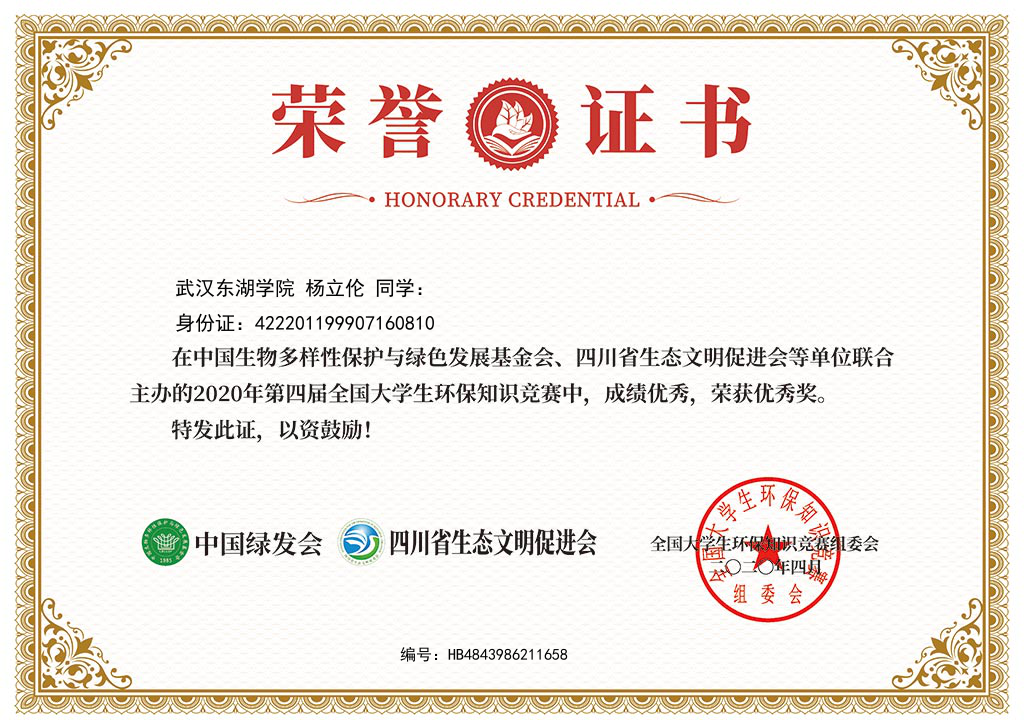 荣誉证书
HONORARY CREDENTIAL
武汉东湖学院 杨立伦 同学：
身份证：422201199907160810
在中国生物多样性保护与绿色发展基金会、四川省生态文明促进会等单位联合
主办的2020年第四届全国大学生环保知识竞赛中，成绩优秀，荣获优秀奖。
特发此证，以资鼓励！
中国绿发会
四川省生态文明促进会
全国大学生环保知识竞赛组委会
二〇二〇年四月
全国大学生环保知识竞赛
组委会
1985
编号：HB4843986211658